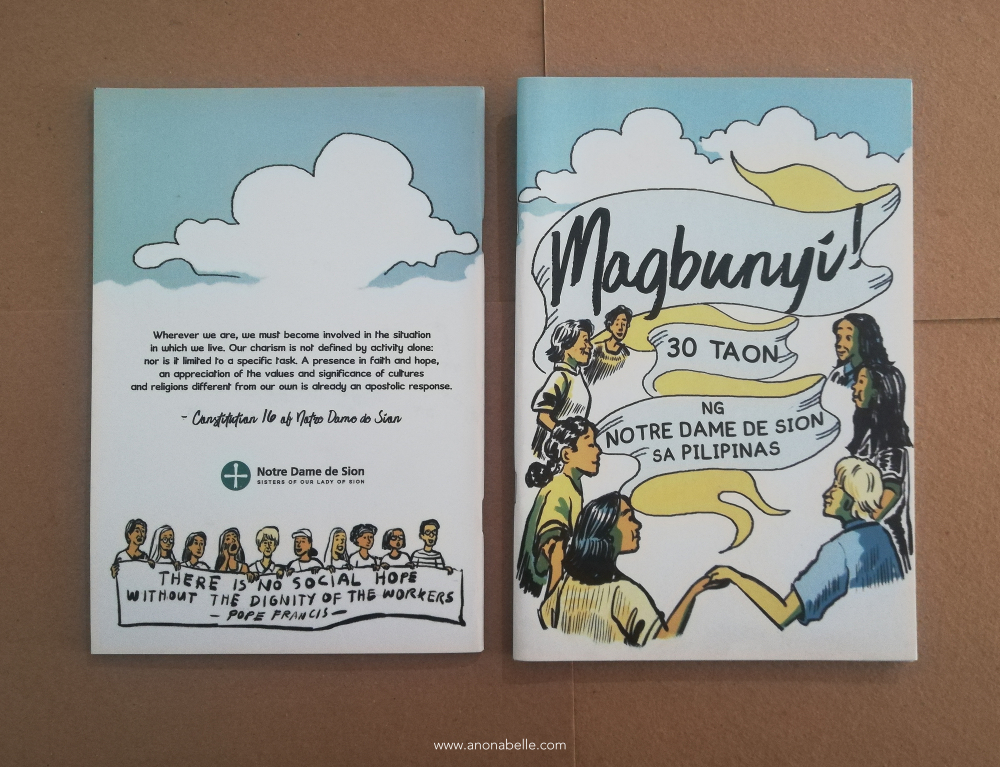 Wherever we are, we must become involved in the situation
in which we live. Our charism is not defined by activity alone:
nor is it limited to a specific task. A presence in faith and hope,
an appreciation of the values and significance of cultures
and religions different from our own is already an apostolic response.
- Constitution 16 of Notre Dame de Sion
Notre Dame de Sion
SISTERS OF OUR LADY OF SION
THERE IS NO SOCIAL HOPE
WITHOUT THE DIGNITY OF THE WORKERS
- POPE FRANCIS -
Magbunyi!
30 TAON
NG
NOTRE DAME DE SION
SA PILIPINAS
www.anonabelle.com